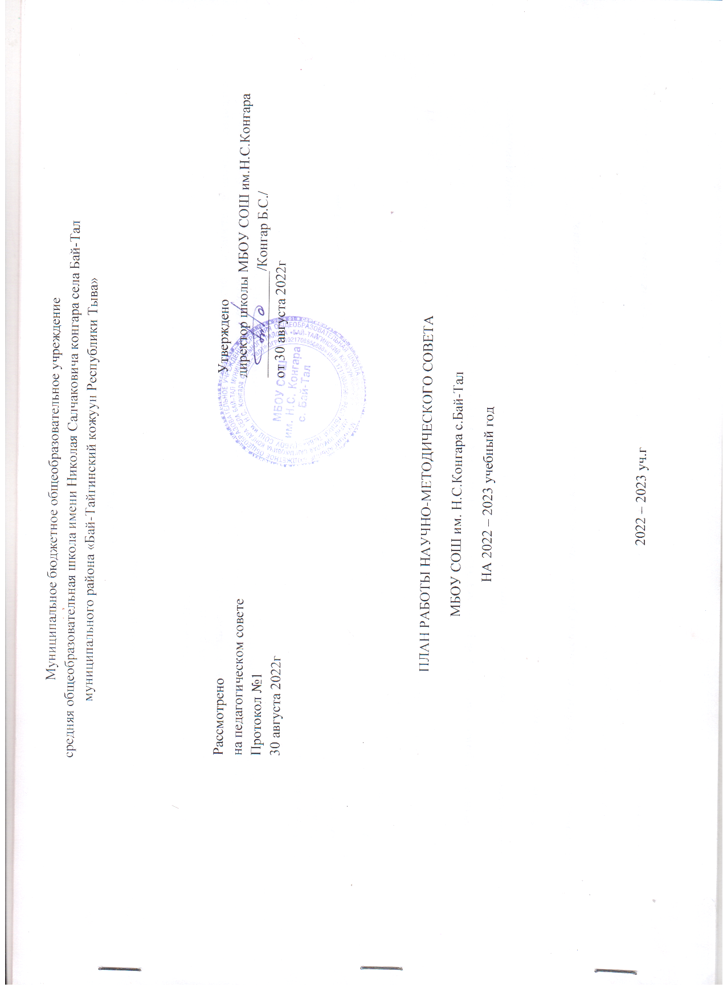 Муниципальное бюджетное общеобразовательное учреждение
средняя общеобразовательная школа имени Николая Салчаковича конгара села Бай-Тал
муниципального района «Бай-Тайгинский кожуун Республики Тыва»
Рассмотрено
на педагогическом совете
Протокол №1
30 августа 2022г
Утверждено
директор школы МБОУ СОШ им.Н.С.Конгара
/Конгар Б.С./
от 30 августа 2022г
МБОУ СОШ
им. Н.С. Конгара
с. Бай-Тал
ПЛАН РАБОТЫ НАУЧНО-МЕТОДИЧЕСКОГО СОВЕТА
МБОУ СОШ им. Н.С.Конгара с.Бай-Тал
НА 2022 – 2023 учебный год
2022 – 2023 уч.г